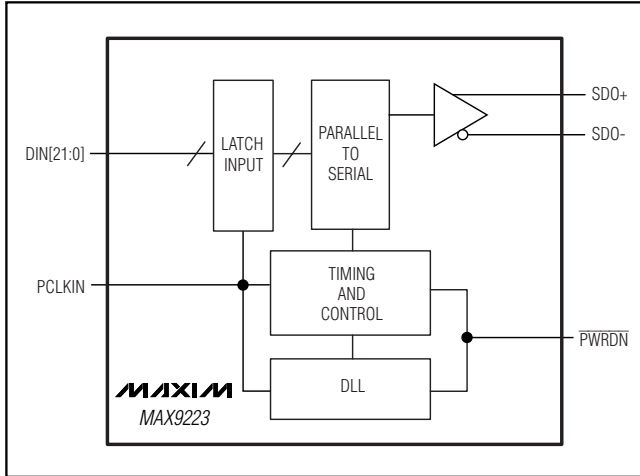 SDO+
SDO-
DIN[21:0]
LATCH
INPUT
PARALLEL
TO
SERIAL
PCLKIN
TIMING
AND
CONTROL
PWRDN
DLL
MAXIM
MAX9223